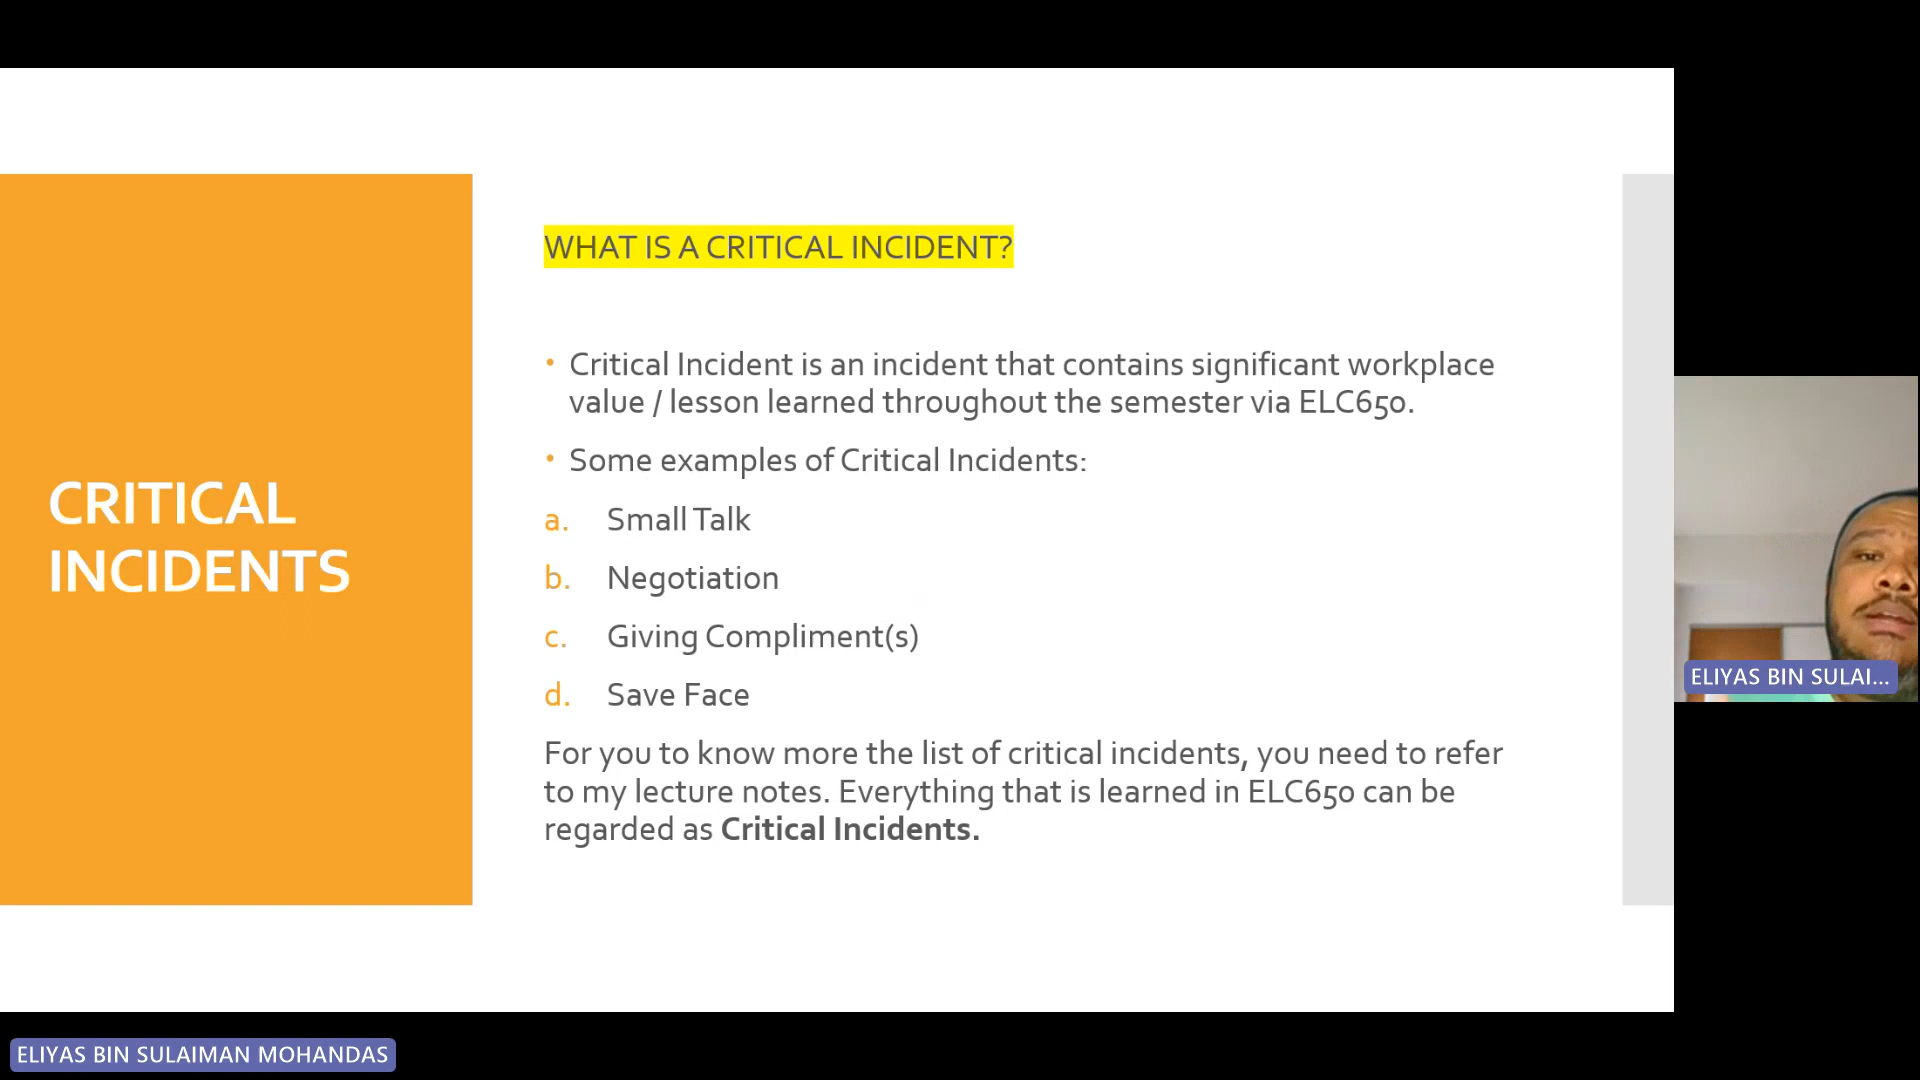 CRITICAL
INCIDENTS
WHAT IS A CRITICAL INCIDENT?
• Critical Incident is an incident that contains significant workplace
value / lesson learned throughout the semester via ELC650.
• Some examples of Critical Incidents:
a. Small Talk
b. Negotiation
c. Giving Compliment(s)
d. Save Face
For you to know more the list of critical incidents, you need to refer
to my lecture notes. Everything that is learned in ELC650 can be
regarded as Critical Incidents.
ELIYAS BIN SULAI...
ELIYAS BIN SULAIMAN MOHANDAS